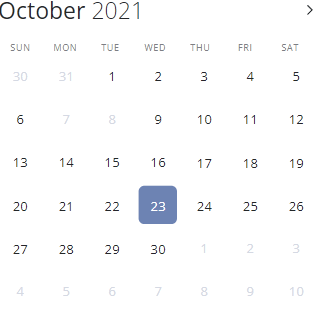 October 2021
SUN MON TUE WED THU FRI SAT
30 31 1 2 3 4 5
6 7 8 9 10 11 12
13 14 15 16 17 18 19
20 21 22 23 24 25 26
27 28 29 30 1 2 3
4 5 6 7 8 9 10